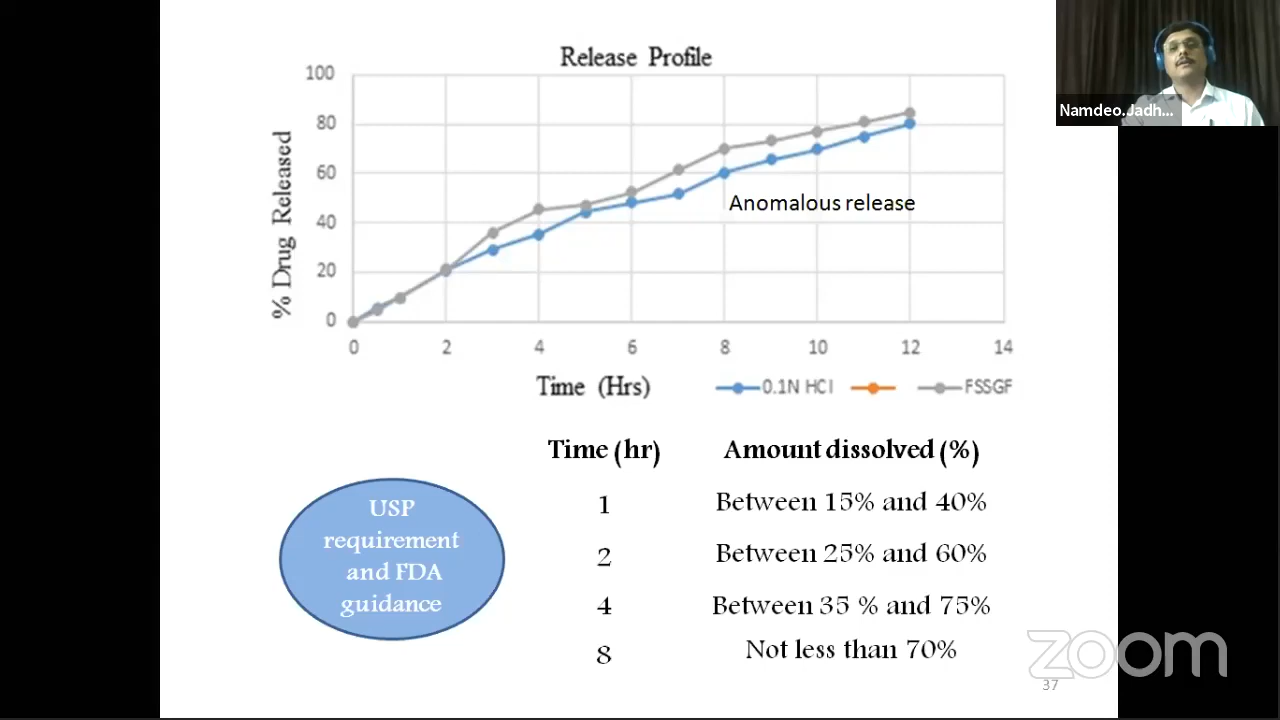 Release Profile
100
80
60
40
20
0
% Drug Released
Anomalous release
0 2 4 6 8 10 12 14
Time (Hrs)
0.1N HCl FSSGF
Time (hr) Amount dissolved (%)
1 Between 15% and 40%
2 Between 25% and 60%
4 Between 35 % and 75%
8 Not less than 70%
USP
requirement
and FDA
guidance
37
zoom
Namdeo.Jadh...